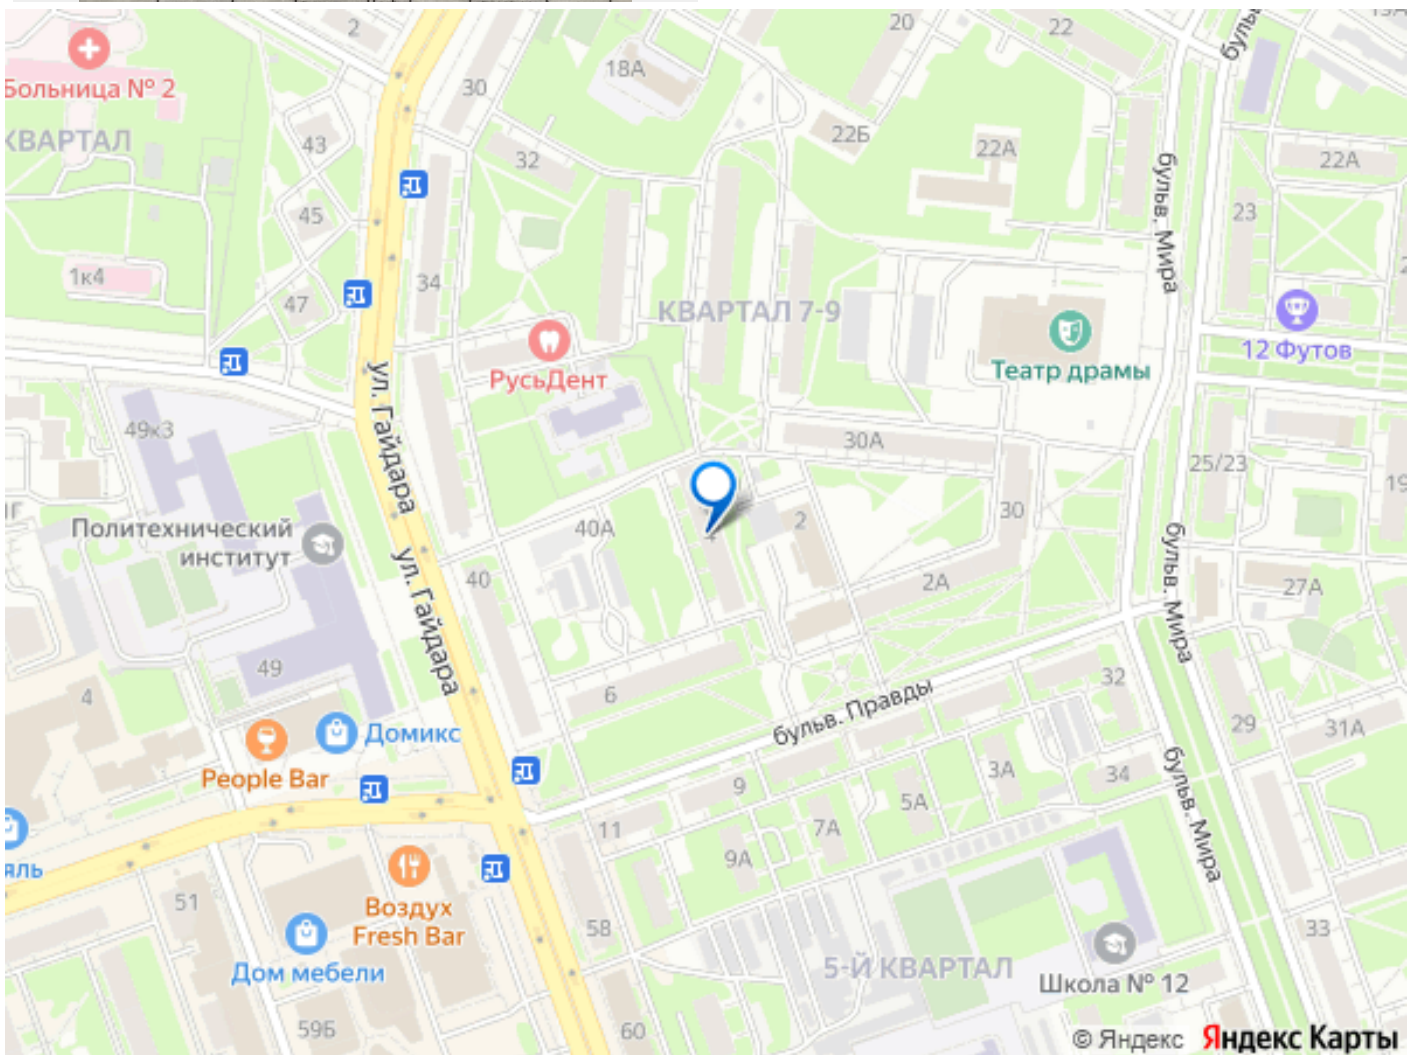 2
20
22
18А
30
Больница № 2
КВАРТАЛ
43
32
22Б
22А
22А
бульв. Мира
45
23
1к4
34
47
КВАРТАЛ 7-9
12 Футов
РусьДент
Театр драмы
ул. Гайдара
49к3
30А
25/23
19
Политехнический
институт
40А
2
30
ул. Гайдара
40
2А
бульв. Мира
27А
49
4
6
32
бульв. Правды
29
31А
Домикс
People Bar
9
3А
34
5А
бульв. Мира
11
7А
9А
51
Воздух
Fresh Bar
58
33
Дом мебели
5-Й КВАРТАЛ
Школа № 12
59Б
60
© Яндекс Яндекс Карты